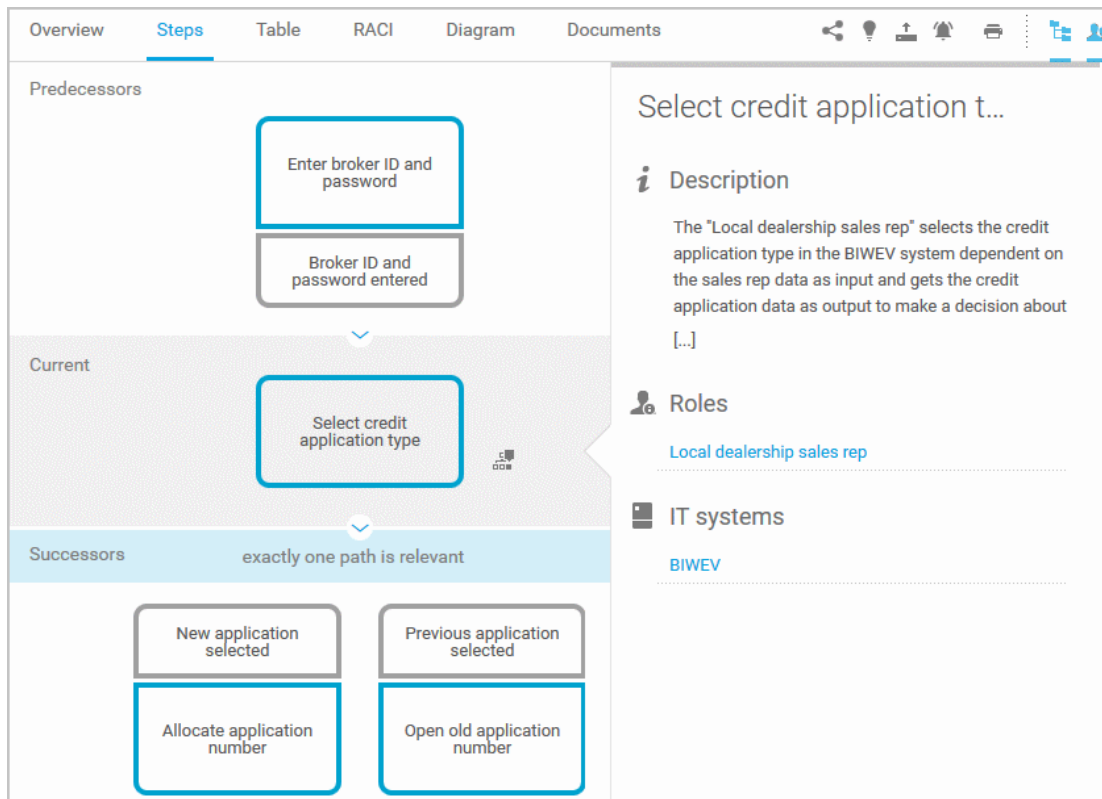 Overview Steps Table RACI Diagram Documents
Predecessors
Enter broker ID and
password
Broker ID and
password entered
Current
Select credit
application type
Successors
exactly one path is relevant
New application
selected
Previous application
selected
Allocate application
number
Open old application
number
Select credit application t...
Description
The "Local dealership sales rep" selects the credit
application type in the BIWEV system dependent on
the sales rep data as input and gets the credit
application data as output to make a decision about
[...]
Roles
Local dealership sales rep
IT systems
BIWEV